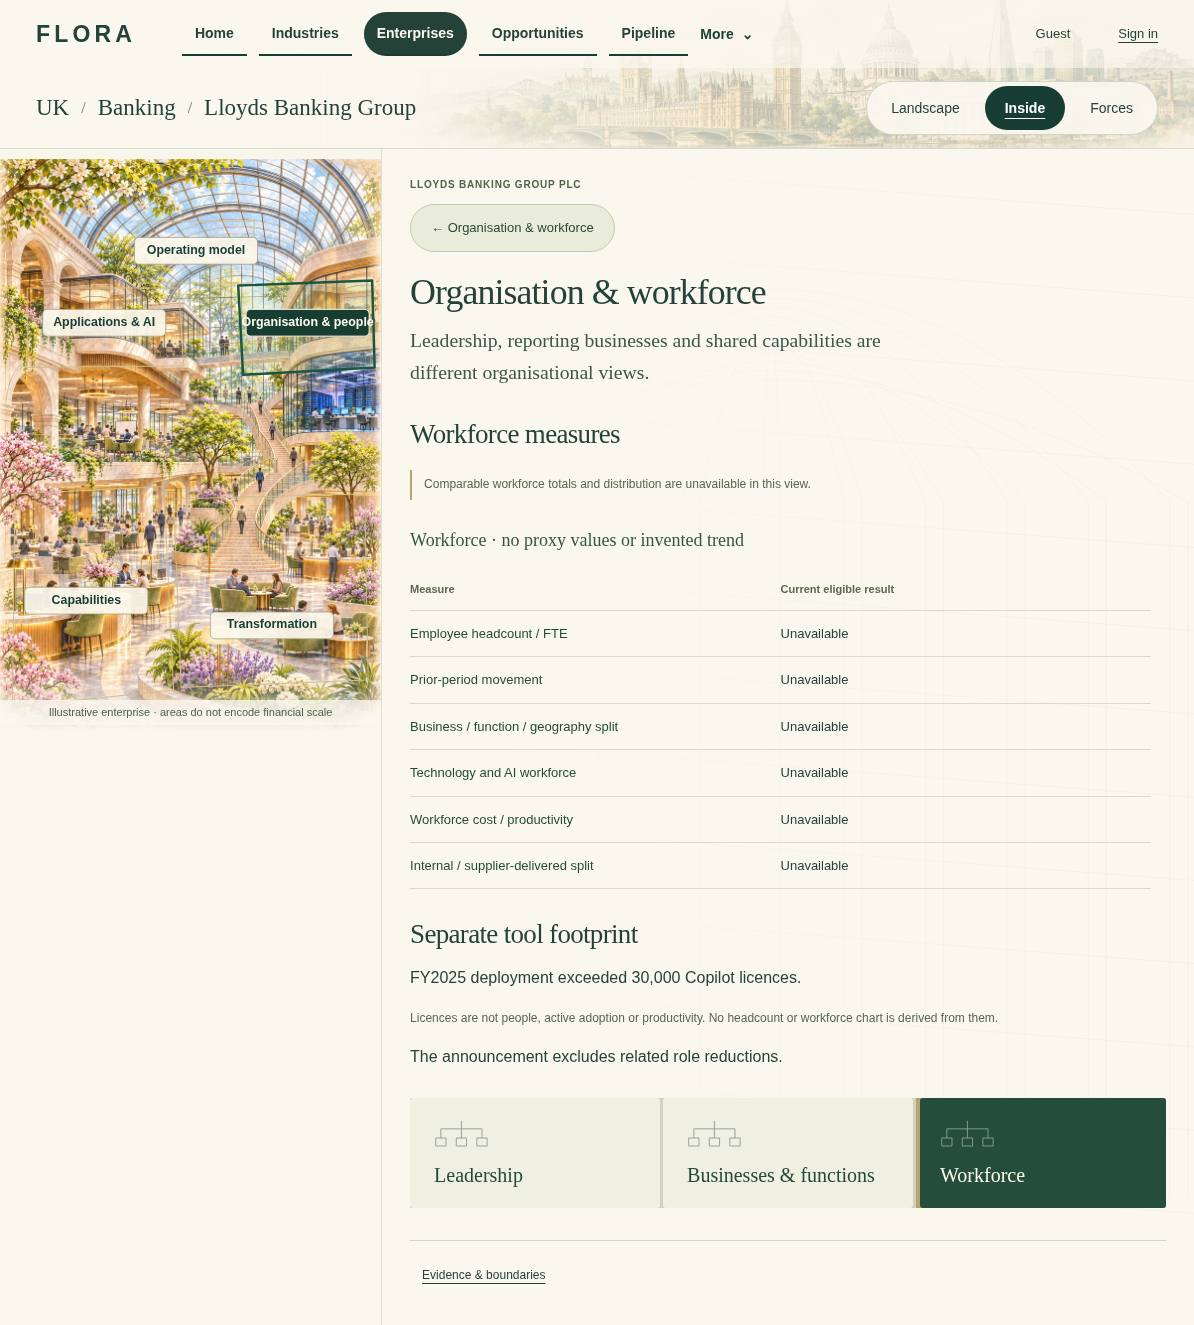 FLORA
Home
Industries
Enterprises
Opportunities
Pipeline
More
Guest
Sign in
UK / Banking / Lloyds Banking Group
Landscape
Inside
Forces
Operating model
Applications & AI
Organisation & people
Capabilities
Transformation
Illustrative enterprise · areas do not encode financial scale
LLOYDS BANKING GROUP PLC
← Organisation & workforce
Organisation & workforce
Leadership, reporting businesses and shared capabilities are
different organisational views.
Workforce measures
Comparable workforce totals and distribution are unavailable in this view.
Workforce · no proxy values or invented trend
Measure Current eligible result
Employee headcount / FTE Unavailable
Prior-period movement Unavailable
Business / function / geography split Unavailable
Technology and AI workforce Unavailable
Workforce cost / productivity Unavailable
Internal / supplier-delivered split Unavailable
Separate tool footprint
FY2025 deployment exceeded 30,000 Copilot licences.
Licences are not people, active adoption or productivity. No headcount or workforce chart is derived from them.
The announcement excludes related role reductions.
Leadership
Businesses & functions
Workforce
Evidence & boundaries